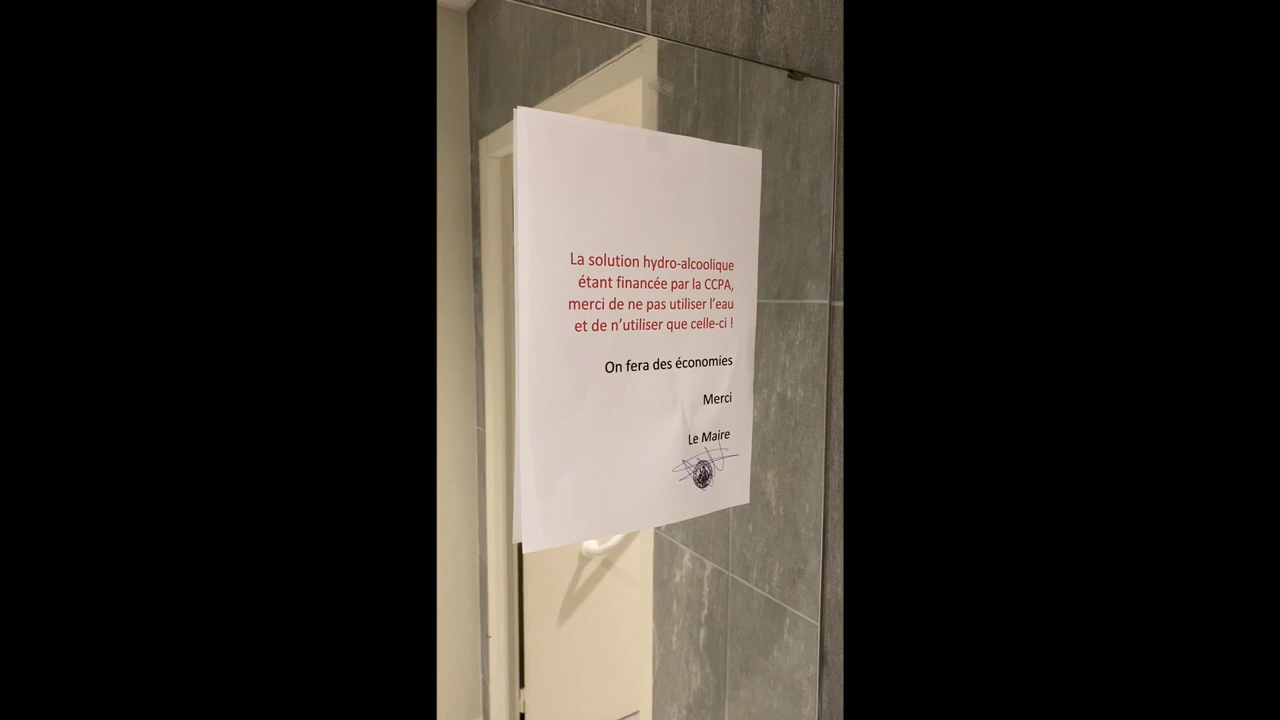 La solution hydro-alcoolique
étant financée par la CCPA,
merci de ne pas utiliser l'eau
et de n'utiliser que celle-ci !
On fera des économies
Merci
Le Maire